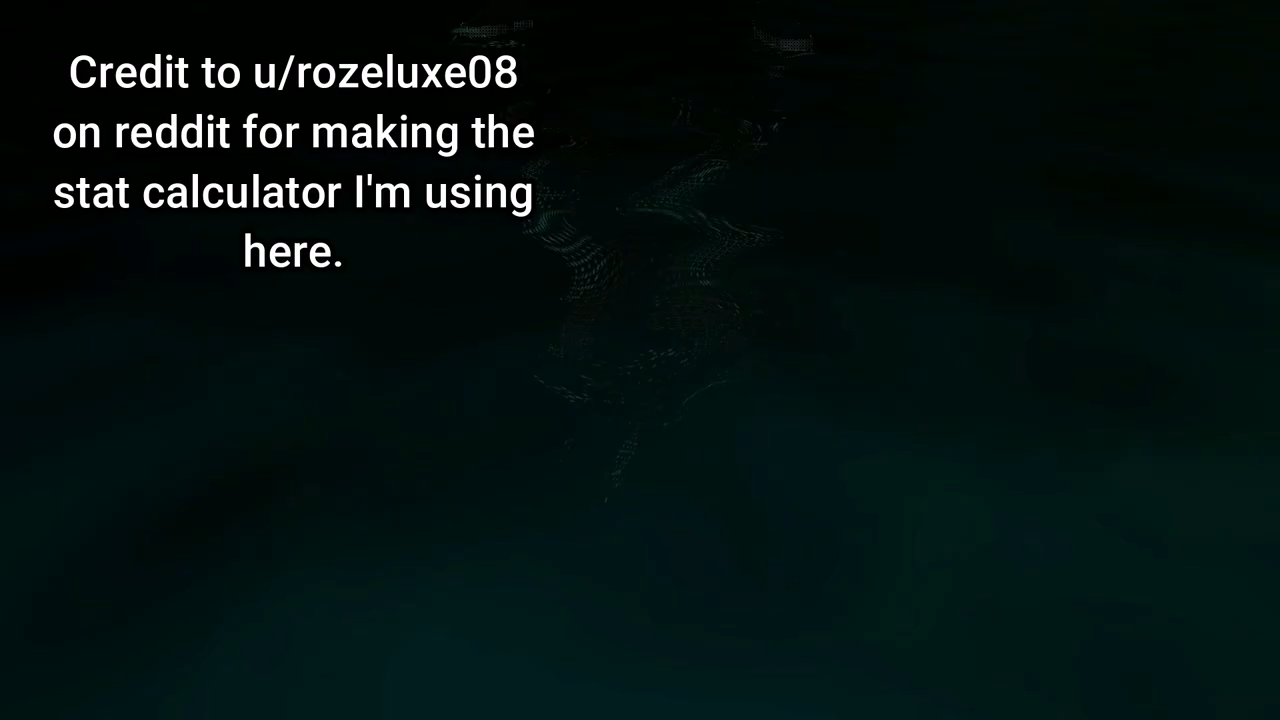 Credit to u/rozeluxe08
on reddit for making the
stat calculator I'm using
here.